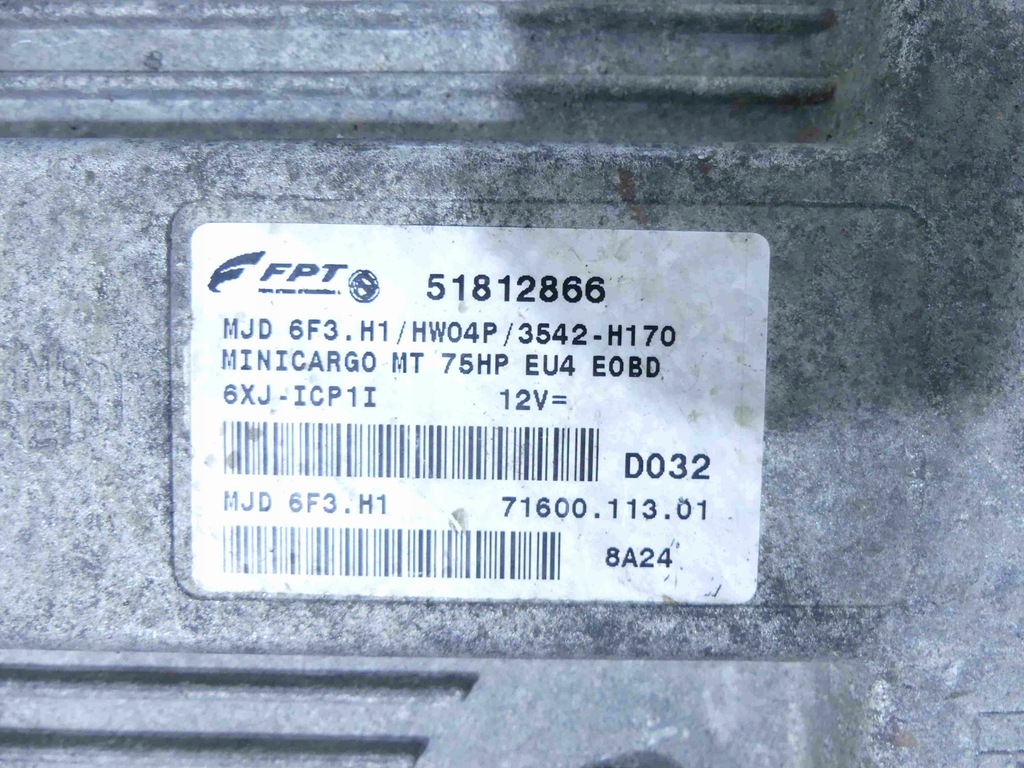 FPT
51812866
MJD 6F3.H1/HW04P/3542-H170
MINICARGO MT 75HP EU4 EOBD
6XJ-ICP1I 12V=
D032
MJD 6F3.H1 71600.113.01
8A24